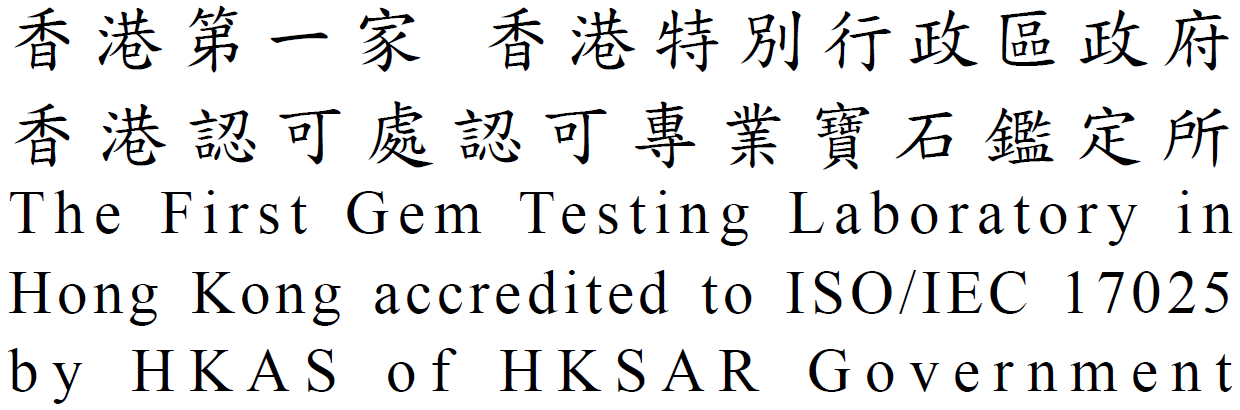 香港第一家 香港特別行政區政府
香港認可處認可專業寶石鑑定所
The First Gem Testing Laboratory in
Hong Kong accredited to ISO/IEC 17025
by HKAS of HKSAR Government